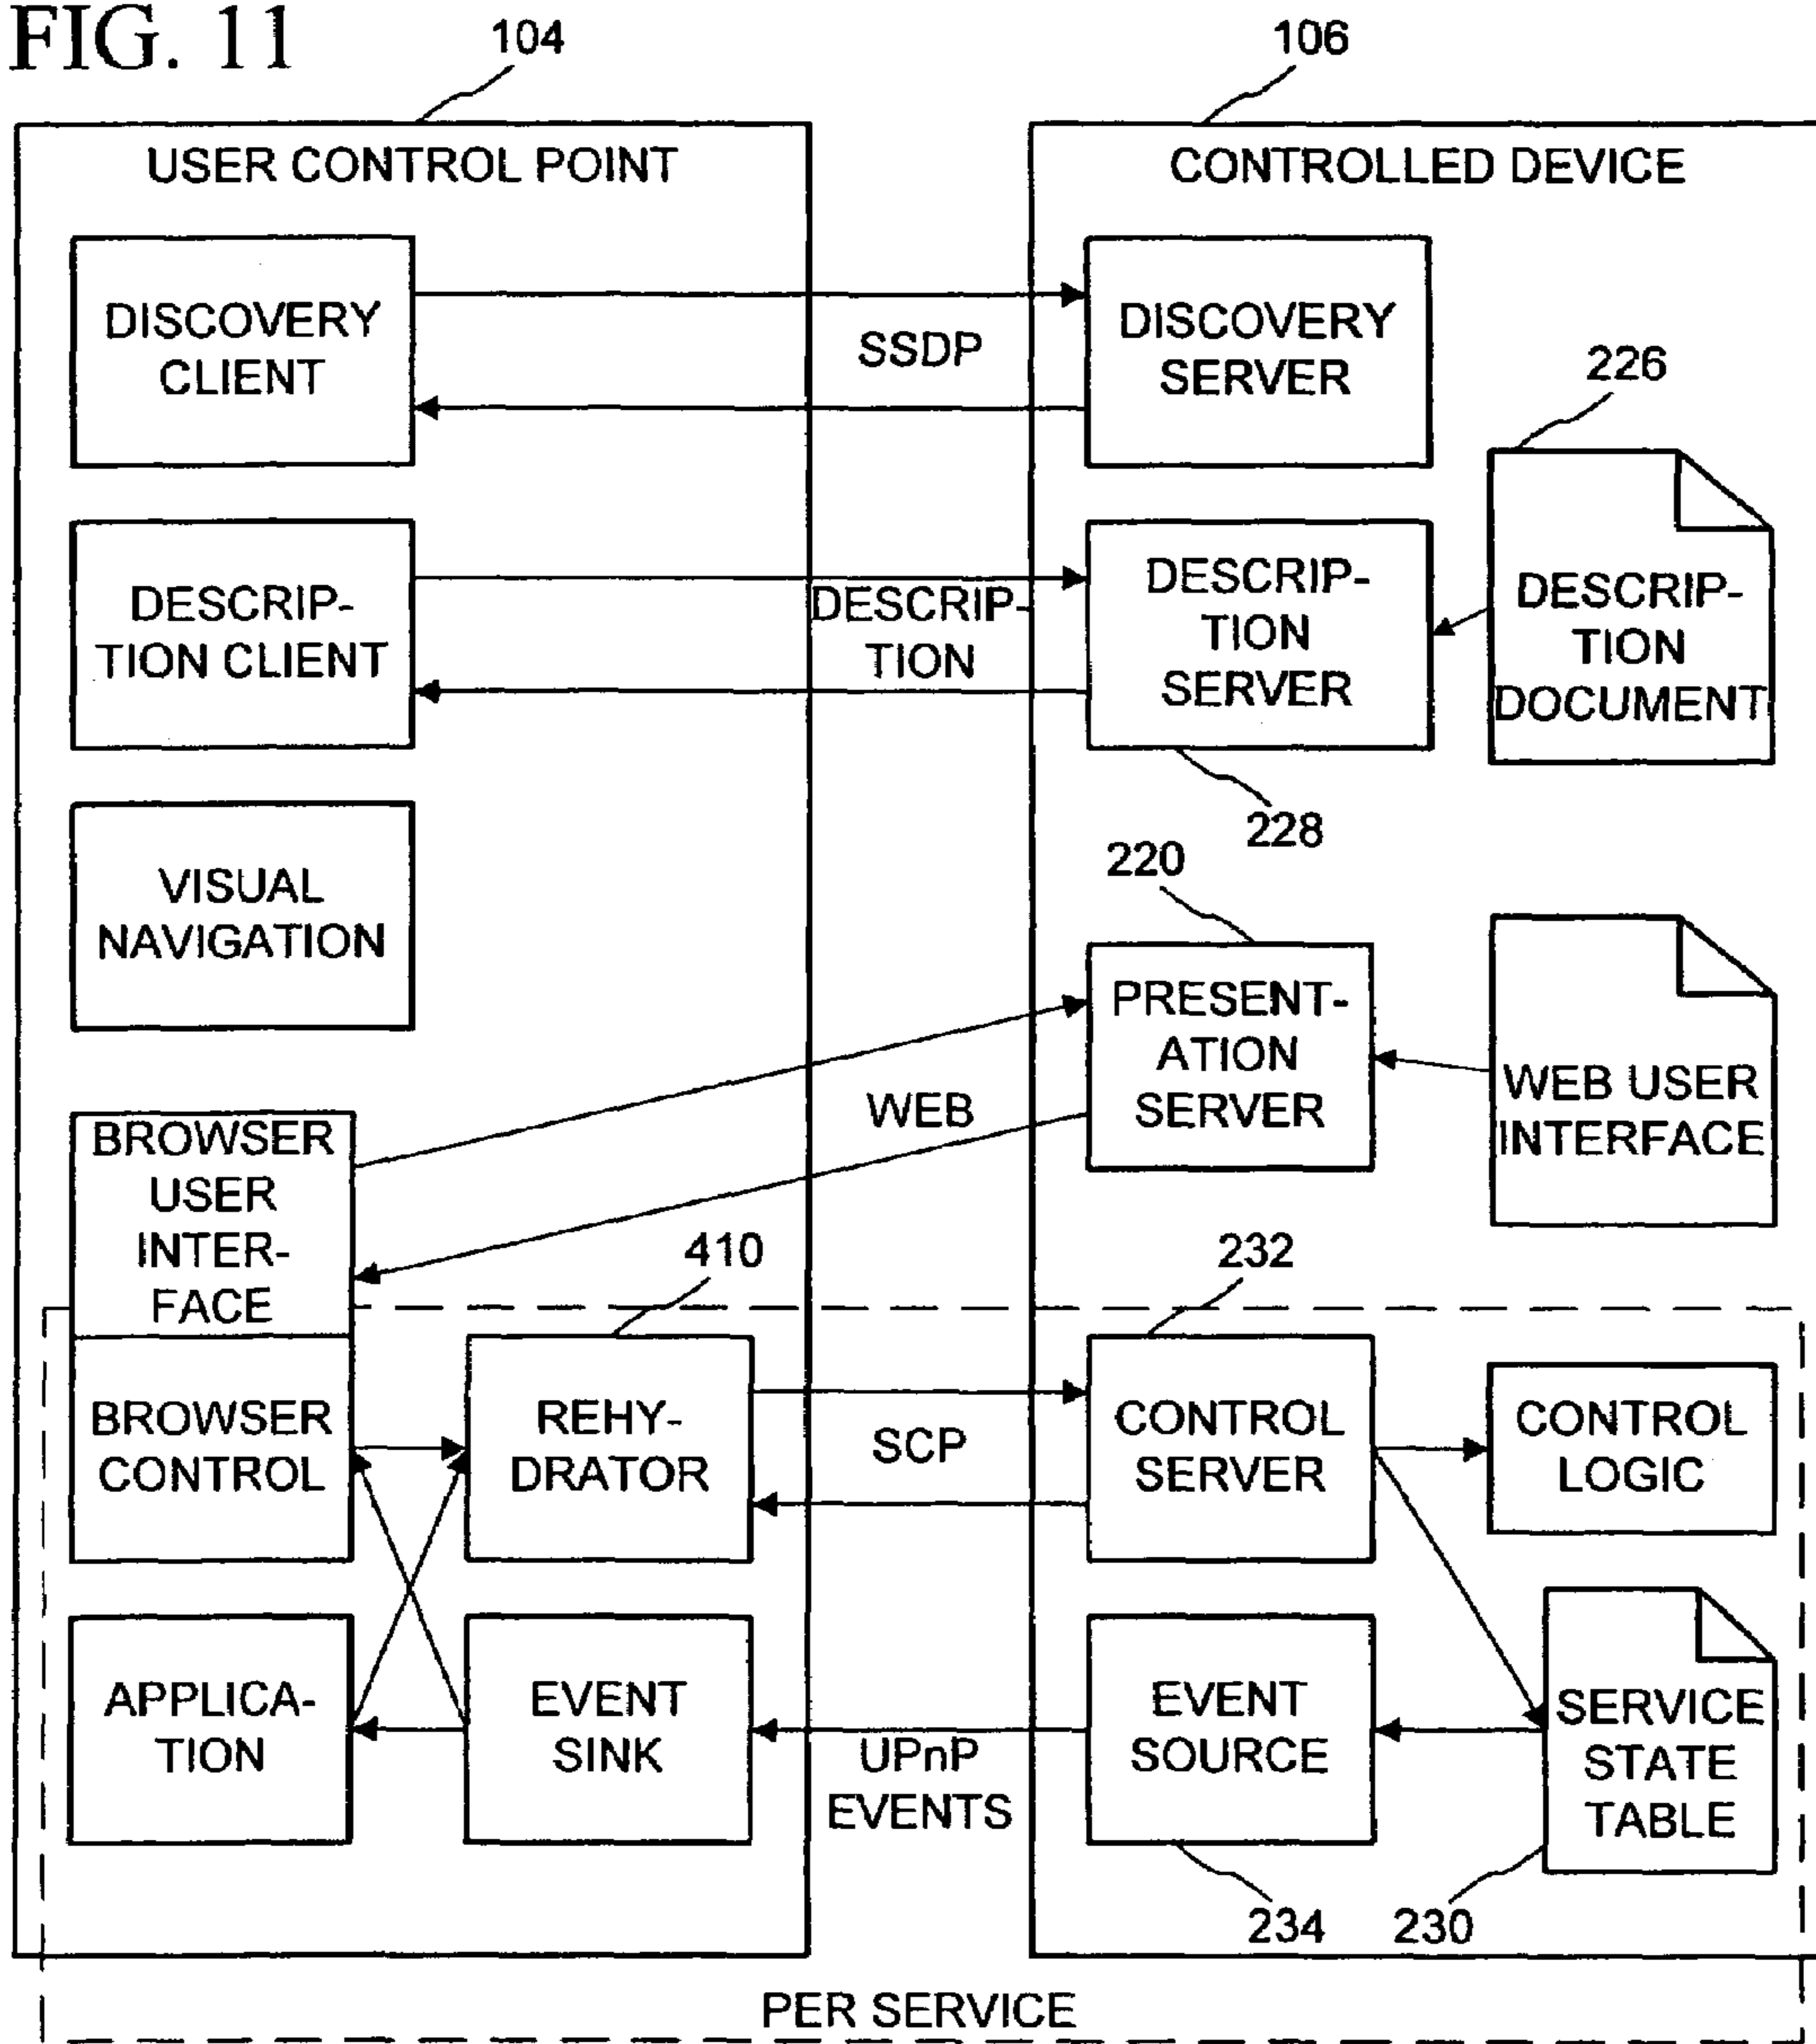 FIG. 11
104
106
USER CONTROL POINT
CONTROLLED DEVICE
DISCOVERY
CLIENT
SSDP
DISCOVERY
SERVER
226
DESCRIP-
TION CLIENT
DESCRIP-
TION
DESCRIP-
TION
SERVER
DESCRIP-
TION
DOCUMENT
228
VISUAL
NAVIGATION
220
PRESENT-
ATION
SERVER
WEB USER
INTERFACE
WEB
BROWSER
USER
INTER-
FACE
410
232
BROWSER
CONTROL
REHY-
DRATOR
SCP
CONTROL
SERVER
CONTROL
LOGIC
APPLICA-
TION
EVENT
SINK
UPnP
EVENTS
EVENT
SOURCE
SERVICE
STATE
TABLE
234
230
PER SERVICE